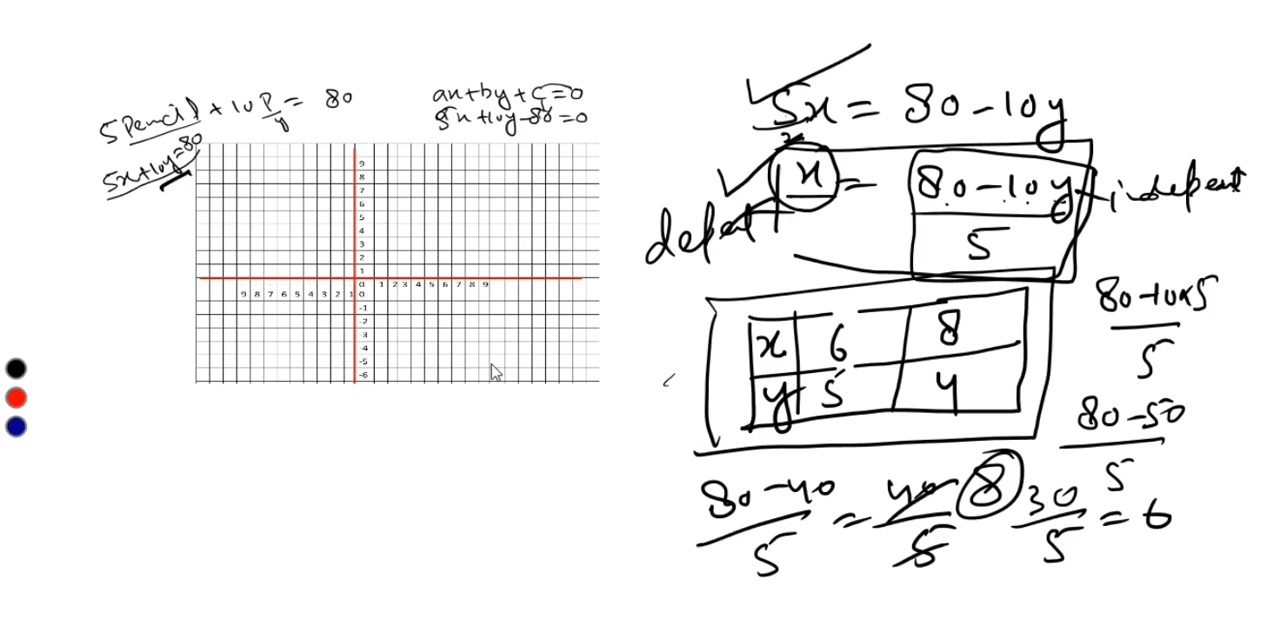 5 Pencil + 10 P/y = 80
5x+10y=80
ax+by+c=0
5x+10y-80=0
9
8
7
6
5
4
3
2
1
0 1 2 3 4 5 6 7 8 9
9 8 7 6 5 4 3 2 1 0
-1
-2
-3
-4
-5
-6
5x = 80-10y
x = 80-10y
5
depent
indepent
x 6 8
y 5 4
80-10x5
5
80-50
5
80-40 = 40 8
5 5
30 = 6
5